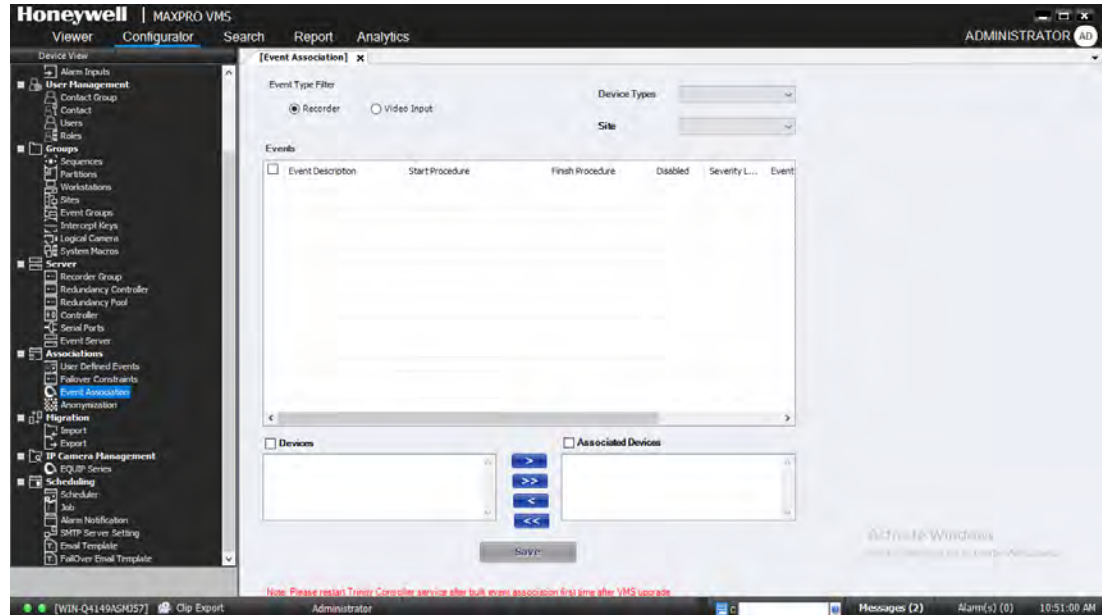 Honeywell | MAXPRO VMS
Viewer Configurator Search Report Analytics ADMINISTRATOR AD
Device View [Event Association] x
Alarm Inputs
User Management
Contact Group
Contact
Users
Roles
Groups
Sequences
Partitions
Workstations
Sites
Event Groups
Intercept Keys
Logical Camera
System Macros
Server
Recorder Group
Redundancy Controller
Redundancy Pool
Controller
Serial Ports
Event Server
Associations
User Defined Events
Failover Constraints
Event Association
Anonymization
Migration
Import
Export
IP Camera Management
EQUIP Series
Scheduling
Scheduler
Job
Alarm Notification
SMTP Server Setting
Email Template
FailOver Email Template
Event Type Filter
Recorder Video Input
Device Types
Site
Events
Event Description Start Procedure Finish Procedure Disabled Severity L... Event
Devices Associated Devices
>
>>
<
<<
Save
Activate Windows
Note: Please restart Trinity Controller service after bulk event association first time after VMS upgrade
[WIN-Q4149ASMJ57] Clip Export Administrator C Messages (2) Alarm(s) (0) 10:51:00 AM